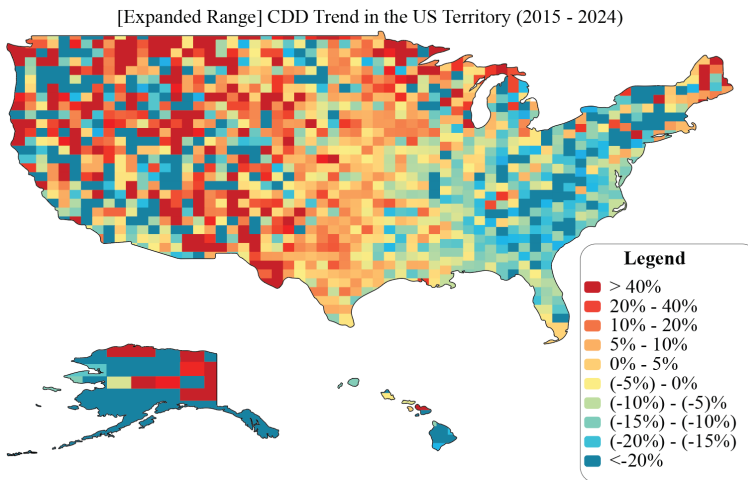 [Expanded Range] CDD Trend in the US Territory (2015 - 2024)
Legend
> 40%
20% - 40%
10% - 20%
5% - 10%
0% - 5%
(-5%) - 0%
(-10%) - (-5)%
(-15%) - (-10%)
(-20%) - (-15%)
<-20%